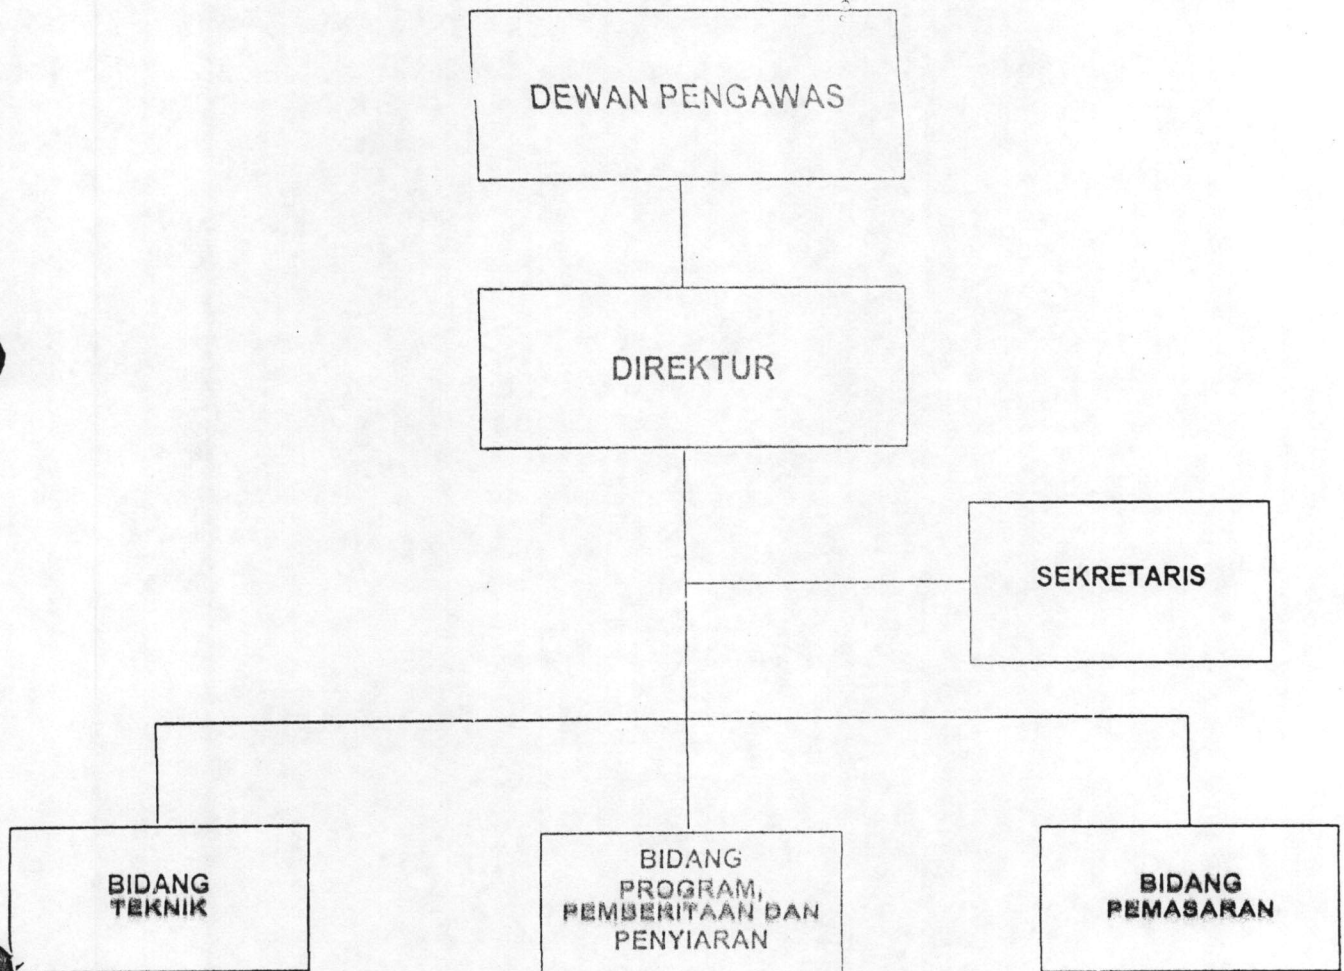 DEWAN PENGAWAS
DIREKTUR
SEKRETARIS
BIDANG
TEKNIK
BIDANG
PROGRAM,
PEMBERITAAN DAN
PENYIARAN
BIDANG
PEMASARAN